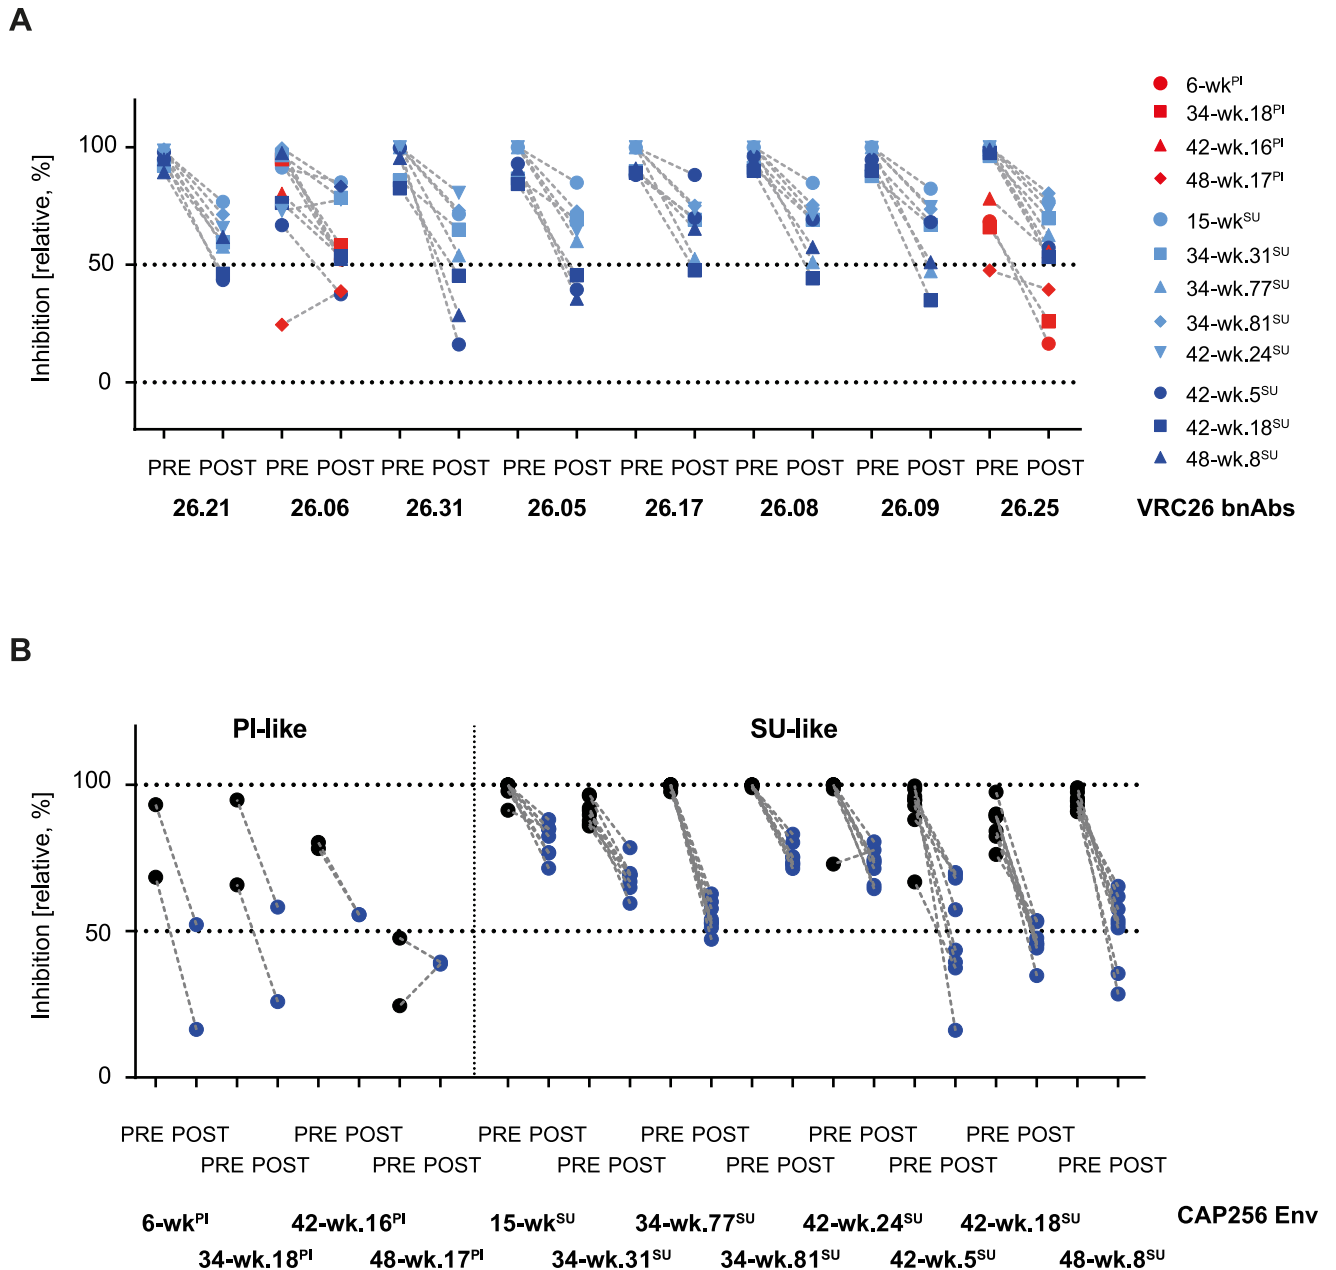 A
Inhibition [relative, %]
100
50
0
PRE POST PRE POST PRE POST PRE POST PRE POST PRE POST PRE POST PRE POST
26.21 26.06 26.31 26.05 26.17 26.08 26.09 26.25 VRC26 bnAbs
6-wkPI
34-wk.18PI
42-wk.16PI
48-wk.17PI
15-wkSU
34-wk.31SU
34-wk.77SU
34-wk.81SU
42-wk.24SU
42-wk.5SU
42-wk.18SU
48-wk.8SU
B
PI-like SU-like
Inhibition [relative, %]
100
50
0
PRE POST PRE POST PRE POST PRE POST PRE POST PRE POST
PRE POST PRE POST PRE POST PRE POST PRE POST PRE POST
6-wkPI 42-wk.16PI 15-wkSU 34-wk.77SU 42-wk.24SU 42-wk.18SU CAP256 Env
34-wk.18PI 48-wk.17PI 34-wk.31SU 34-wk.81SU 42-wk.5SU 48-wk.8SU